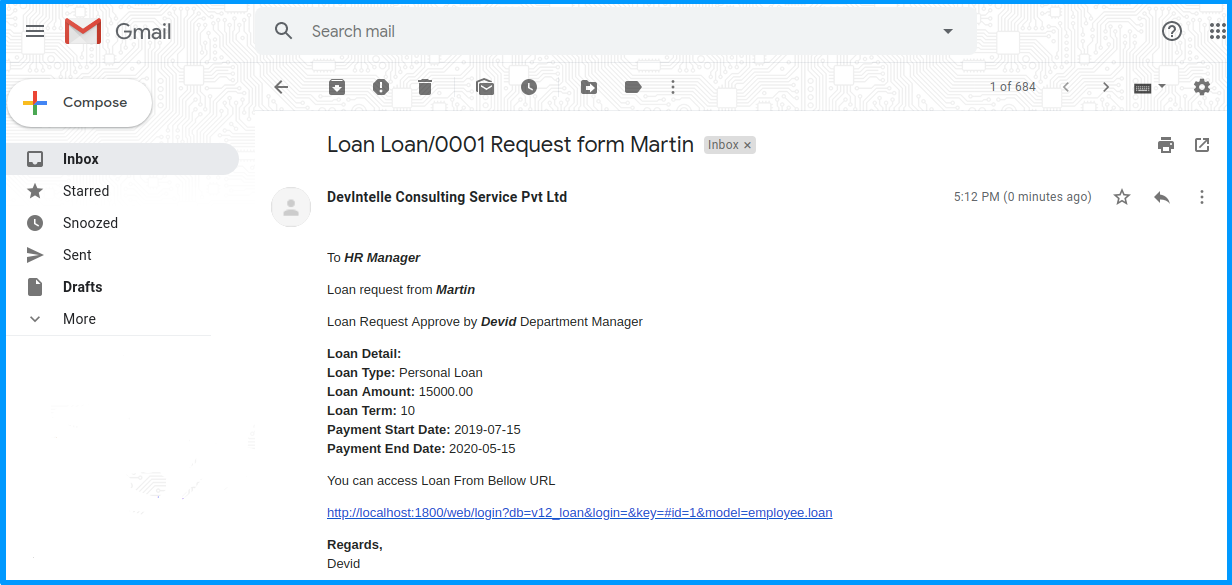 Gmail
Search mail
Compose
1 of 684
Inbox
Starred
Snoozed
Sent
Drafts
More
Loan Loan/0001 Request form Martin
Inbox ×
DevIntelle Consulting Service Pvt Ltd
5:12 PM (0 minutes ago)
To HR Manager
Loan request from Martin
Loan Request Approve by Devid Department Manager
Loan Detail:
Loan Type: Personal Loan
Loan Amount: 15000.00
Loan Term: 10
Payment Start Date: 2019-07-15
Payment End Date: 2020-05-15
You can access Loan From Bellow URL
http://localhost:1800/web/login?db=v12_loan&login=&key=#id=1&model=employee.loan
Regards,
Devid